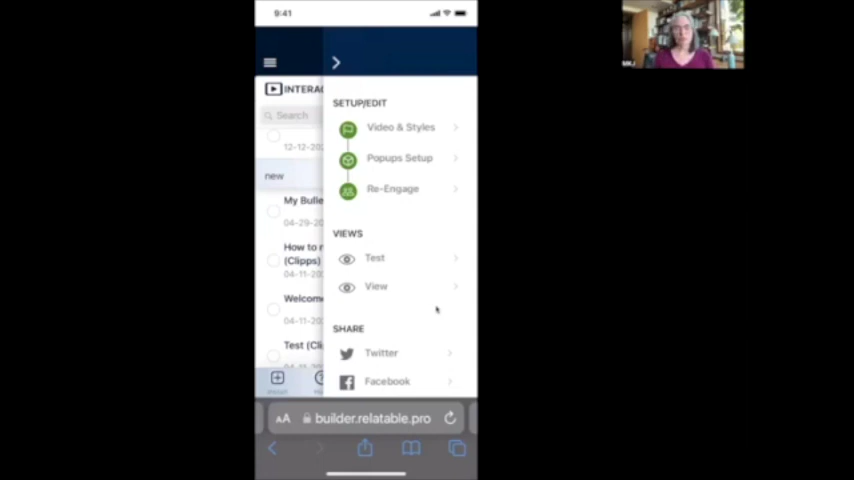 9:41
INTERA
SETUP/EDIT
Search
Video & Styles
12-12-202
Popups Setup
new
Re-Engage
My Bulle
04-29-20
VIEWS
How to r
(Clipps)
Test
04-11-20
View
Welcome
04-11-20
SHARE
Test (Cli
Twitter
Facebook
AA builder.relatable.pro